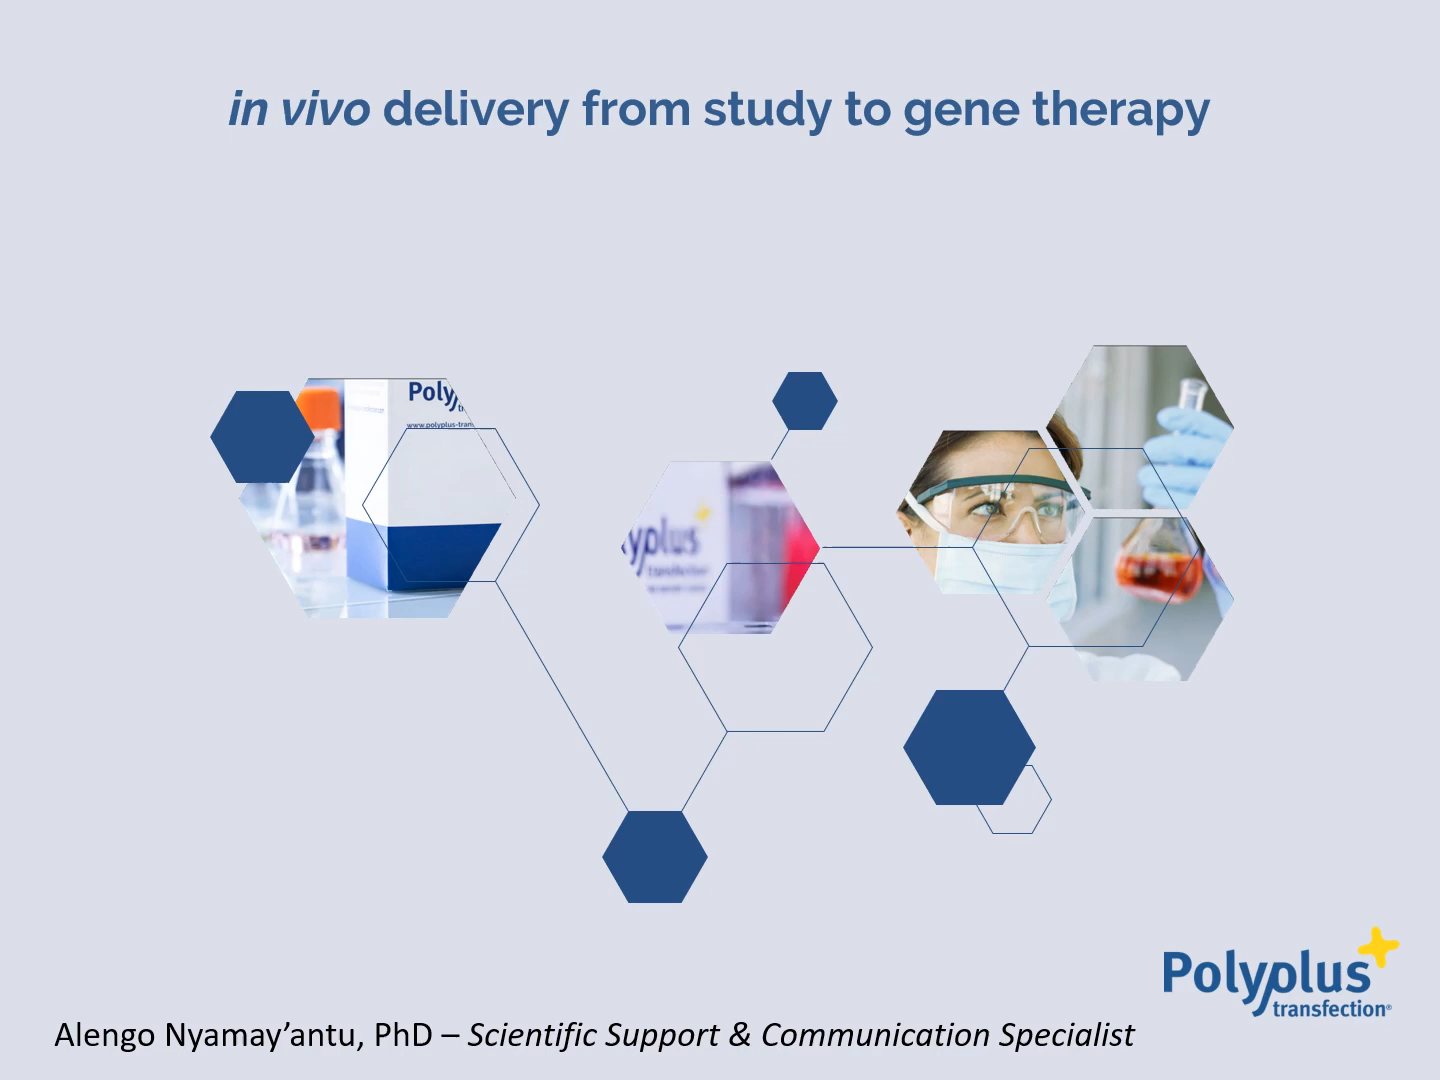 in vivo delivery from study to gene therapy
Poly
www.polyplus-tran
yplus
transfection
Polyplus
transfection®
Alengo Nyamay’antu, PhD – Scientific Support & Communication Specialist